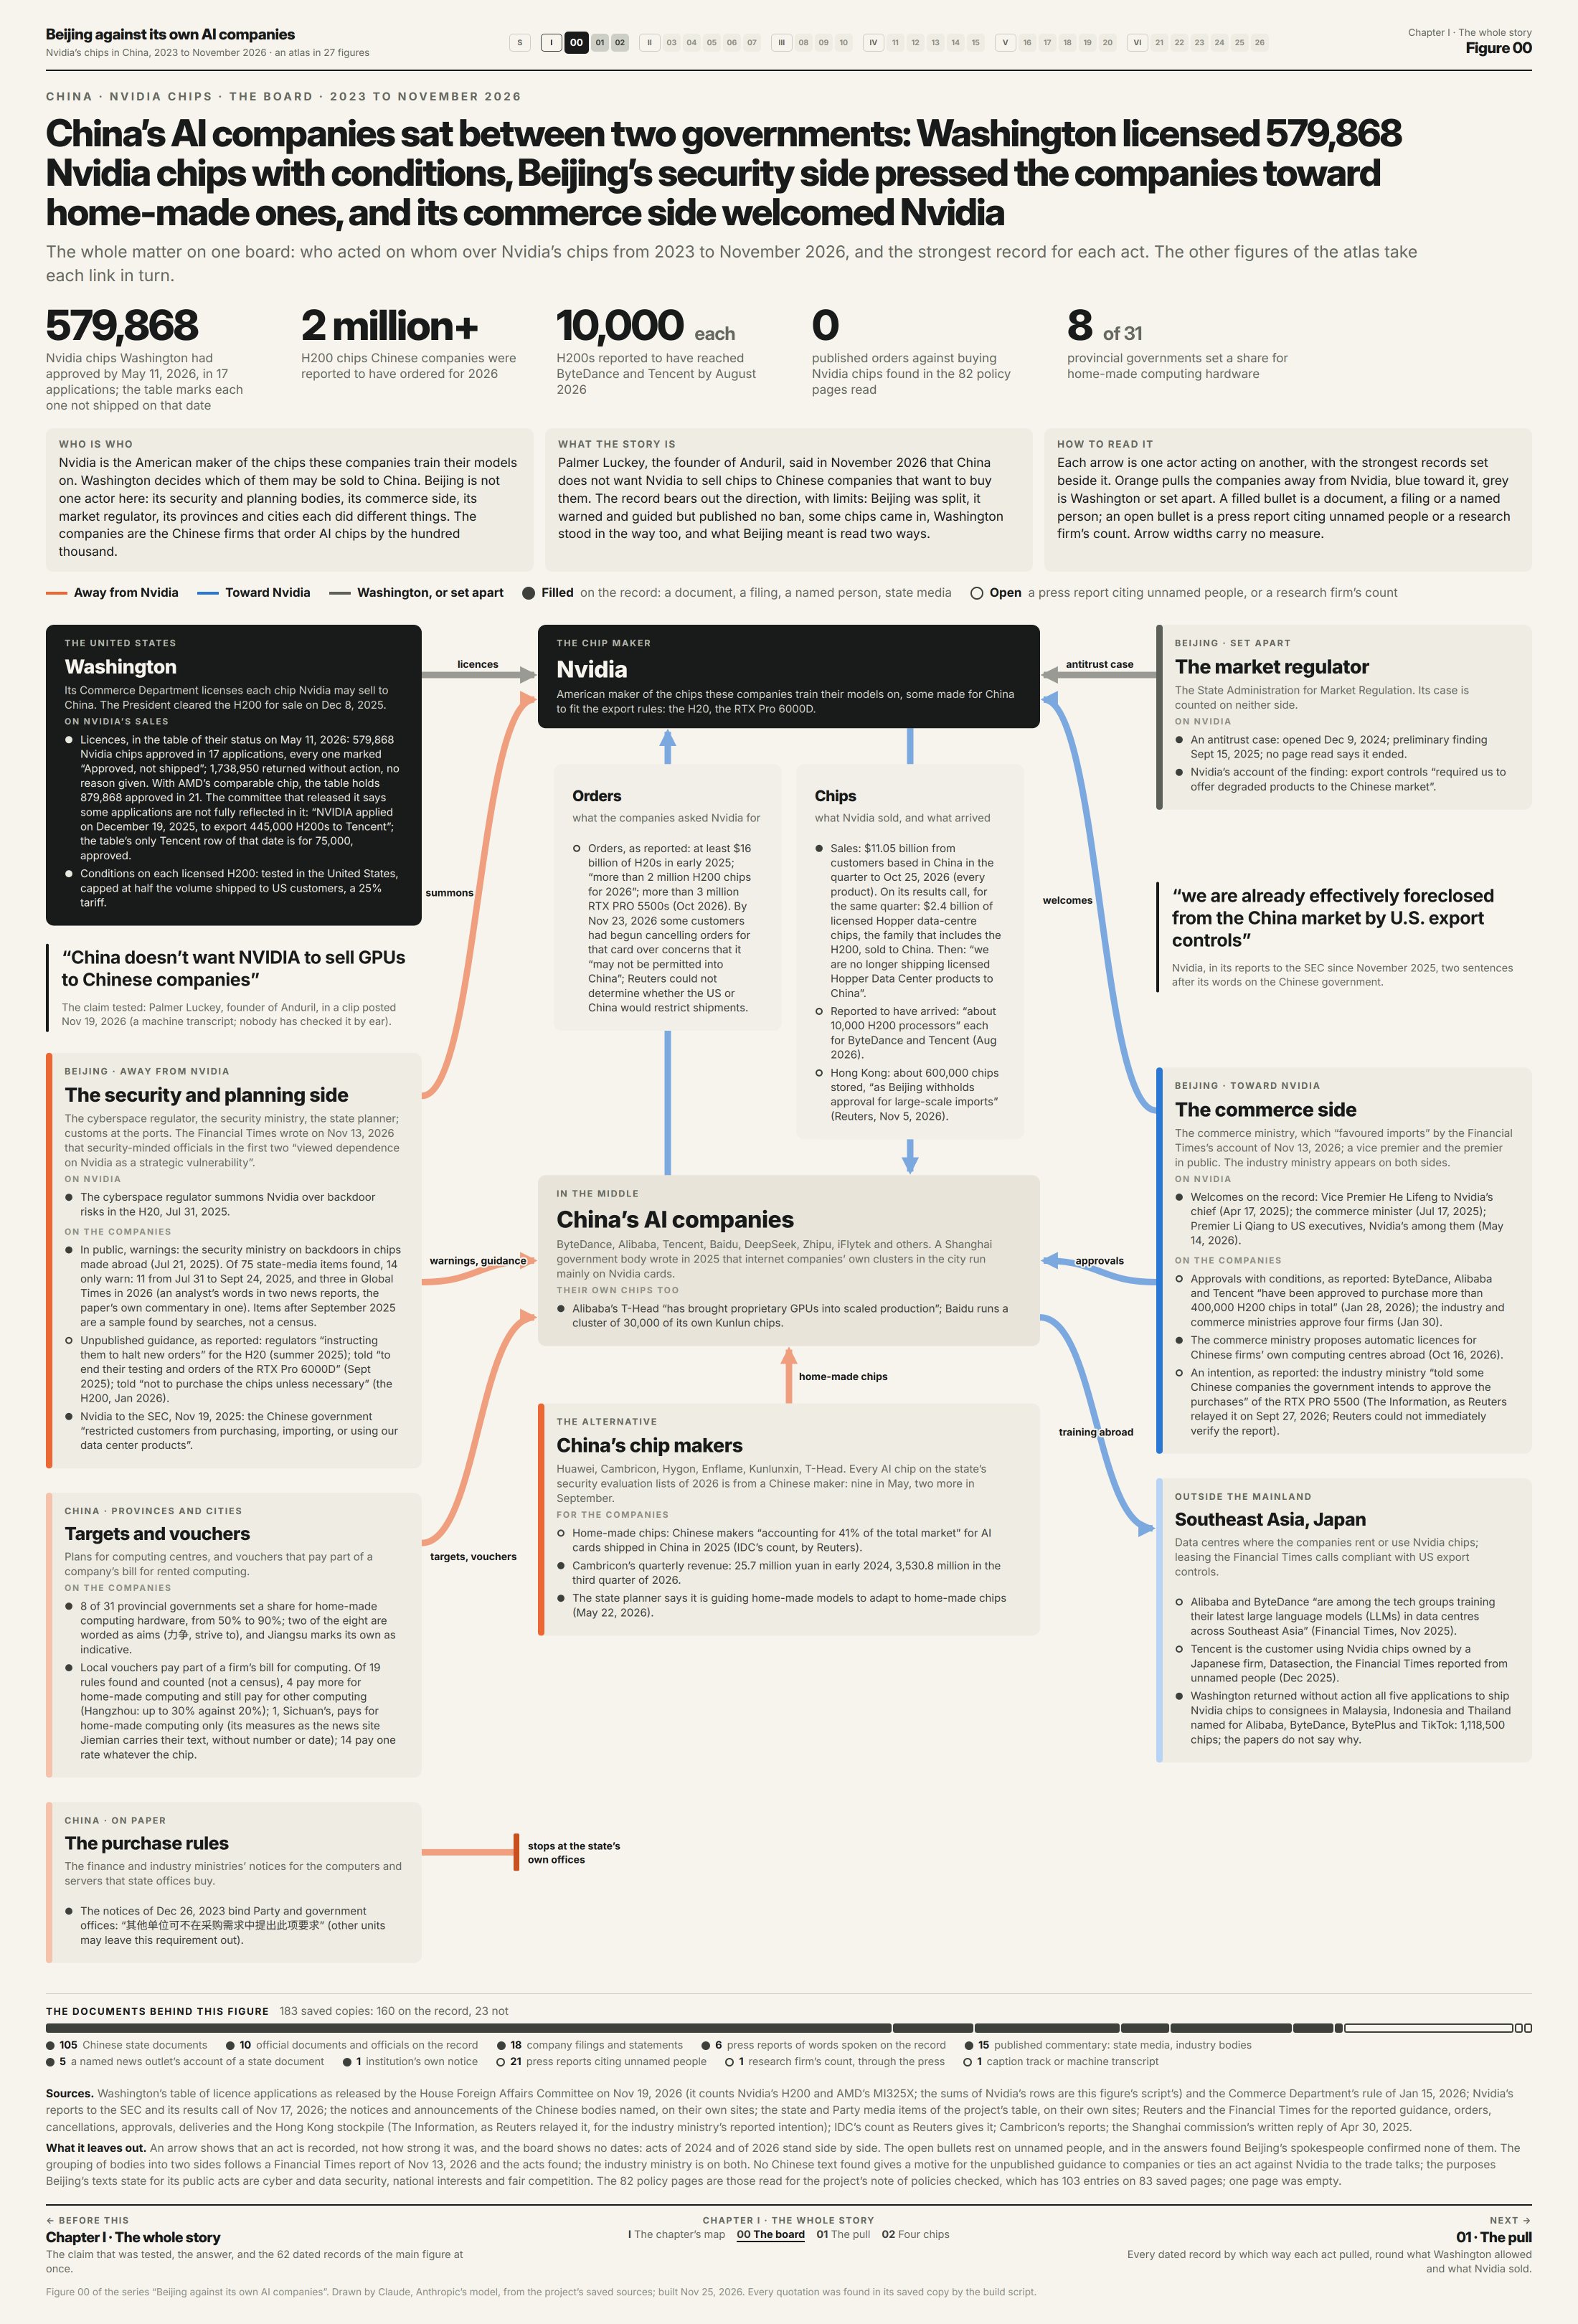 Beijing against its own AI companies
Nvidia's chips in China, 2023 to November 2026 · an atlas in 27 figures
S I 00 01 02 II 03 04 05 06 07 III 08 09 10 IV 11 12 13 14 15 V 16 17 18 19 20 VI 21 22 23 24 25 26
Chapter I · The whole story
Figure 00
CHINA · NVIDIA CHIPS · THE BOARD · 2023 TO NOVEMBER 2026
China's AI companies sat between two governments: Washington licensed 579,868
Nvidia chips with conditions, Beijing's security side pressed the companies toward
home-made ones, and its commerce side welcomed Nvidia
The whole matter on one board: who acted on whom over Nvidia's chips from 2023 to November 2026, and the strongest record for each act. The other figures of the atlas take
each link in turn.
579,868
Nvidia chips Washington had
approved by May 11, 2026, in 17
applications; the table marks each
one not shipped on that date
2 million+
H200 chips Chinese companies were
reported to have ordered for 2026
10,000 each
H200s reported to have reached
ByteDance and Tencent by August
2026
0
published orders against buying
Nvidia chips found in the 82 policy
pages read
8 of 31
provincial governments set a share for
home-made computing hardware
WHO IS WHO
Nvidia is the American maker of the chips these companies train their models
on. Washington decides which of them may be sold to China. Beijing is not
one actor here: its security and planning bodies, its commerce side, its
market regulator, its provinces and cities each did different things. The
companies are the Chinese firms that order AI chips by the hundred
thousand.
WHAT THE STORY IS
Palmer Luckey, the founder of Anduril, said in November 2026 that China
does not want Nvidia to sell chips to Chinese companies that want to buy
them. The record bears out the direction, with limits: Beijing was split, it
warned and guided but published no ban, some chips came in, Washington
stood in the way too, and what Beijing meant is read two ways.
HOW TO READ IT
Each arrow is one actor acting on another, with the strongest records set
beside it. Orange pulls the companies away from Nvidia, blue toward it, grey
is Washington or set apart. A filled bullet is a document, a filing or a named
person; an open bullet is a press report citing unnamed people or a research
firm's count. Arrow widths carry no measure.
Away from Nvidia Toward Nvidia Washington, or set apart Filled on the record: a document, a filing, a named person, state media Open a press report citing unnamed people, or a research firm's count
THE UNITED STATES
Washington
Its Commerce Department licenses each chip Nvidia may sell to
China. The President cleared the H200 for sale on Dec 8, 2025.
ON NVIDIA'S SALES
Licences, in the table of their status on May 11, 2026: 579,868
Nvidia chips approved in 17 applications, every one marked
"Approved, not shipped"; 1,738,950 returned without action, no
reason given. With AMD's comparable chip, the table holds
879,868 approved in 21. The committee that released it says
some applications are not fully reflected in it: "NVIDIA applied
on December 19, 2025, to export 445,000 H200s to Tencent";
the table's only Tencent row of that date is for 75,000,
approved.
Conditions on each licensed H200: tested in the United States,
capped at half the volume shipped to US customers, a 25%
tariff.
licences
THE CHIP MAKER
Nvidia
American maker of the chips these companies train their models on, some made for China
to fit the export rules: the H20, the RTX Pro 6000D.
antitrust case
BEIJING · SET APART
The market regulator
The State Administration for Market Regulation. Its case is
counted on neither side.
ON NVIDIA
An antitrust case: opened Dec 9, 2024; preliminary finding
Sept 15, 2025; no page read says it ended.
Nvidia's account of the finding: export controls "required us to
offer degraded products to the Chinese market".
Orders
what the companies asked Nvidia for
Orders, as reported: at least $16
billion of H20s in early 2025;
"more than 2 million H200 chips
for 2026"; more than 3 million
RTX PRO 5500s (Oct 2026). By
Nov 23, 2026 some customers
had begun cancelling orders for
that card over concerns that it
"may not be permitted into
China"; Reuters could not
determine whether the US or
China would restrict shipments.
Chips
what Nvidia sold, and what arrived
Sales: $11.05 billion from
customers based in China in the
quarter to Oct 25, 2026 (every
product). On its results call, for
the same quarter: $2.4 billion of
licensed Hopper data-centre
chips, the family that includes the
H200, sold to China. Then: "we
are no longer shipping licensed
Hopper Data Center products to
China".
Reported to have arrived: "about
10,000 H200 processors" each
for ByteDance and Tencent (Aug
2026).
Hong Kong: about 600,000 chips
stored, "as Beijing withholds
approval for large-scale imports"
(Reuters, Nov 5, 2026).
summons
welcomes
"China doesn't want NVIDIA to sell GPUs
to Chinese companies"
The claim tested: Palmer Luckey, founder of Anduril, in a clip posted
Nov 19, 2026 (a machine transcript; nobody has checked it by ear).
"we are already effectively foreclosed
from the China market by U.S. export
controls"
Nvidia, in its reports to the SEC since November 2025, two sentences
after its words on the Chinese government.
BEIJING · AWAY FROM NVIDIA
The security and planning side
The cyberspace regulator, the security ministry, the state planner;
customs at the ports. The Financial Times wrote on Nov 13, 2026
that security-minded officials in the first two "viewed dependence
on Nvidia as a strategic vulnerability".
ON NVIDIA
The cyberspace regulator summons Nvidia over backdoor
risks in the H20, Jul 31, 2025.
ON THE COMPANIES
In public, warnings: the security ministry on backdoors in chips
made abroad (Jul 21, 2025). Of 75 state-media items found, 14
only warn: 11 from Jul 31 to Sept 24, 2025, and three in Global
Times in 2026 (an analyst's words in two news reports, the
paper's own commentary in one). Items after September 2025
are a sample found by searches, not a census.
Unpublished guidance, as reported: regulators "instructing
them to halt new orders" for the H20 (summer 2025); told "to
end their testing and orders of the RTX Pro 6000D" (Sept
2025); told "not to purchase the chips unless necessary" (the
H200, Jan 2026).
Nvidia to the SEC, Nov 19, 2025: the Chinese government
"restricted customers from purchasing, importing, or using our
data center products".
warnings, guidance
IN THE MIDDLE
China's AI companies
ByteDance, Alibaba, Tencent, Baidu, DeepSeek, Zhipu, iFlytek and others. A Shanghai
government body wrote in 2025 that internet companies' own clusters in the city run
mainly on Nvidia cards.
THEIR OWN CHIPS TOO
Alibaba's T-Head "has brought proprietary GPUs into scaled production"; Baidu runs a
cluster of 30,000 of its own Kunlun chips.
approvals
BEIJING · TOWARD NVIDIA
The commerce side
The commerce ministry, which "favoured imports" by the Financial
Times's account of Nov 13, 2026; a vice premier and the premier
in public. The industry ministry appears on both sides.
ON NVIDIA
Welcomes on the record: Vice Premier He Lifeng to Nvidia's
chief (Apr 17, 2025); the commerce minister (Jul 17, 2025);
Premier Li Qiang to US executives, Nvidia's among them (May
14, 2026).
ON THE COMPANIES
Approvals with conditions, as reported: ByteDance, Alibaba
and Tencent "have been approved to purchase more than
400,000 H200 chips in total" (Jan 28, 2026); the industry and
commerce ministries approve four firms (Jan 30).
The commerce ministry proposes automatic licences for
Chinese firms' own computing centres abroad (Oct 16, 2026).
An intention, as reported: the industry ministry "told some
Chinese companies the government intends to approve the
purchases" of the RTX PRO 5500 (The Information, as Reuters
relayed it on Sept 27, 2026; Reuters could not immediately
verify the report).
home-made chips
training abroad
THE ALTERNATIVE
China's chip makers
Huawei, Cambricon, Hygon, Enflame, Kunlunxin, T-Head. Every AI chip on the state's
security evaluation lists of 2026 is from a Chinese maker: nine in May, two more in
September.
FOR THE COMPANIES
Home-made chips: Chinese makers "accounting for 41% of the total market" for AI
cards shipped in China in 2025 (IDC's count, by Reuters).
Cambricon's quarterly revenue: 25.7 million yuan in early 2024, 3,530.8 million in the
third quarter of 2026.
The state planner says it is guiding home-made models to adapt to home-made chips
(May 22, 2026).
CHINA · PROVINCES AND CITIES
Targets and vouchers
Plans for computing centres, and vouchers that pay part of a
company's bill for rented computing.
ON THE COMPANIES
8 of 31 provincial governments set a share for home-made
computing hardware, from 50% to 90%; two of the eight are
worded as aims (力争, strive to), and Jiangsu marks its own as
indicative.
Local vouchers pay part of a firm's bill for computing. Of 19
rules found and counted (not a census), 4 pay more for
home-made computing and still pay for other computing
(Hangzhou: up to 30% against 20%); 1, Sichuan's, pays for
home-made computing only (its measures as the news site
Jiemian carries their text, without number or date); 14 pay one
rate whatever the chip.
targets, vouchers
OUTSIDE THE MAINLAND
Southeast Asia, Japan
Data centres where the companies rent or use Nvidia chips;
leasing the Financial Times calls compliant with US export
controls.
Alibaba and ByteDance "are among the tech groups training
their latest large language models (LLMs) in data centres
across Southeast Asia" (Financial Times, Nov 2025).
Tencent is the customer using Nvidia chips owned by a
Japanese firm, Datasection, the Financial Times reported from
unnamed people (Dec 2025).
Washington returned without action all five applications to ship
Nvidia chips to consignees in Malaysia, Indonesia and Thailand
named for Alibaba, ByteDance, BytePlus and TikTok: 1,118,500
chips; the papers do not say why.
CHINA · ON PAPER
The purchase rules
The finance and industry ministries' notices for the computers and
servers that state offices buy.
The notices of Dec 26, 2023 bind Party and government
offices: "其他单位可不在采购需求中提出此项要求" (other units
may leave this requirement out).
stops at the state's
own offices
THE DOCUMENTS BEHIND THIS FIGURE 183 saved copies: 160 on the record, 23 not
105 Chinese state documents 10 official documents and officials on the record 18 company filings and statements 6 press reports of words spoken on the record 15 published commentary: state media, industry bodies
5 a named news outlet's account of a state document 1 institution's own notice 21 press reports citing unnamed people 1 research firm's count, through the press 1 caption track or machine transcript
Sources. Washington's table of licence applications as released by the House Foreign Affairs Committee on Nov 19, 2026 (it counts Nvidia's H200 and AMD's MI325X; the sums of Nvidia's rows are this figure's script's) and the Commerce Department's rule of Jan 15, 2026; Nvidia's
reports to the SEC and its results call of Nov 17, 2026; the notices and announcements of the Chinese bodies named, on their own sites; the state and Party media items of the project's table, on their own sites; Reuters and the Financial Times for the reported guidance, orders,
cancellations, approvals, deliveries and the Hong Kong stockpile (The Information, as Reuters relayed it, for the industry ministry's reported intention); IDC's count as Reuters gives it; Cambricon's reports; the Shanghai commission's written reply of Apr 30, 2025.
What it leaves out. An arrow shows that an act is recorded, not how strong it was, and the board shows no dates: acts of 2024 and of 2026 stand side by side. The open bullets rest on unnamed people, and in the answers found Beijing's spokespeople confirmed none of them. The
grouping of bodies into two sides follows a Financial Times report of Nov 13, 2026 and the acts found; the industry ministry is on both. No Chinese text found gives a motive for the unpublished guidance to companies or ties an act against Nvidia to the trade talks; the purposes
Beijing's texts state for its public acts are cyber and data security, national interests and fair competition. The 82 policy pages are those read for the project's note of policies checked, which has 103 entries on 83 saved pages; one page was empty.
← BEFORE THIS
Chapter I · The whole story
The claim that was tested, the answer, and the 62 dated records of the main figure at
once.
CHAPTER I · THE WHOLE STORY
I The chapter's map 00 The board 01 The pull 02 Four chips
NEXT →
01 · The pull
Every dated record by which way each act pulled, round what Washington allowed
and what Nvidia sold.
Figure 00 of the series "Beijing against its own AI companies". Drawn by Claude, Anthropic's model, from the project's saved sources; built Nov 25, 2026. Every quotation was found in its saved copy by the build script.